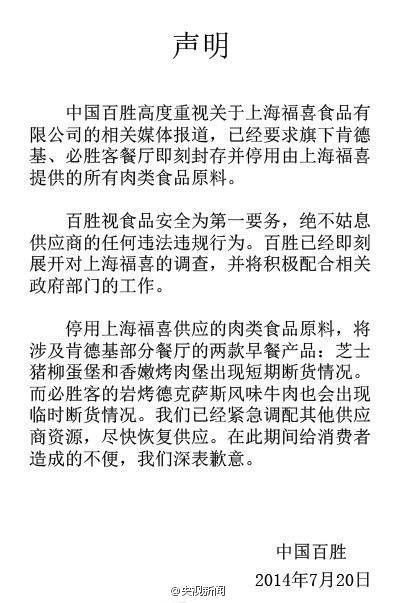 声明
中国百胜高度重视关于上海福喜食品有
限公司的相关媒体报道，已经要求旗下肯德
基、必胜客餐厅即刻封存并停用由上海福喜
提供的所有肉类食品原料。
百胜视食品安全为第一要务，绝不姑息
供应商的任何违法违规行为。百胜已经即刻
展开对上海福喜的调查，并将积极配合相关
政府部门的工作。
停用上海福喜供应的肉类食品原料，将
涉及肯德基部分餐厅的两款早餐产品：芝士
猪柳蛋堡和香嫩烤肉堡出现短期断货情况。
而必胜客的岩烤德克萨斯风味牛肉也会出现
临时断货情况。我们已经紧急调配其他供应
商资源，尽快恢复供应。在此期间给消费者
造成的不便，我们深表歉意。
中国百胜
2014年7月20日
@央视新闻